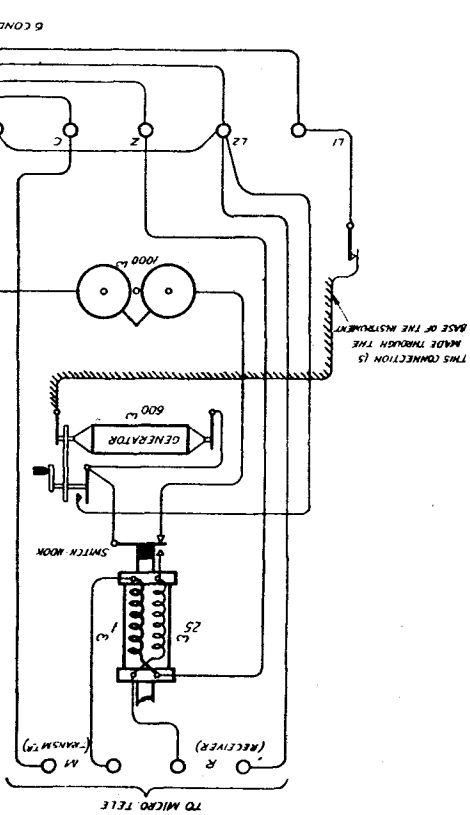 TO MICRO. TELE
(RECEIVER)
R
M
(TRANSMTR)
25 ω
1 ω
SWITCH-HOOK
GENERATOR
600 ω
THIS CONNECTION IS
MADE THROUGH THE
BASE OF THE INSTRUMENT
1000 ω
L1
L2
Z
C
6 COND